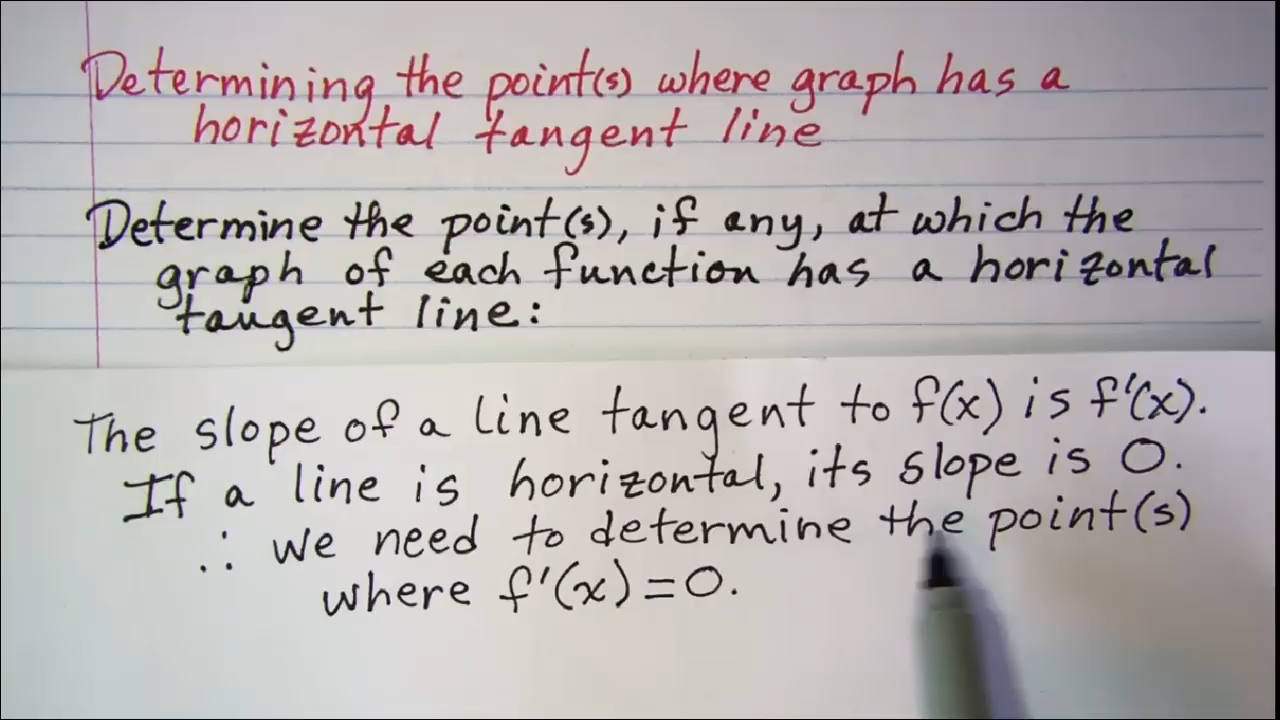 Determining the point(s) where graph has a
horizontal tangent line
Determine the point(s), if any, at which the
graph of each function has a horizontal
tangent line:
The slope of a line tangent to f(x) is f'(x).
If a line is horizontal, its slope is 0.
∴ we need to determine the point(s)
where f'(x)=0.